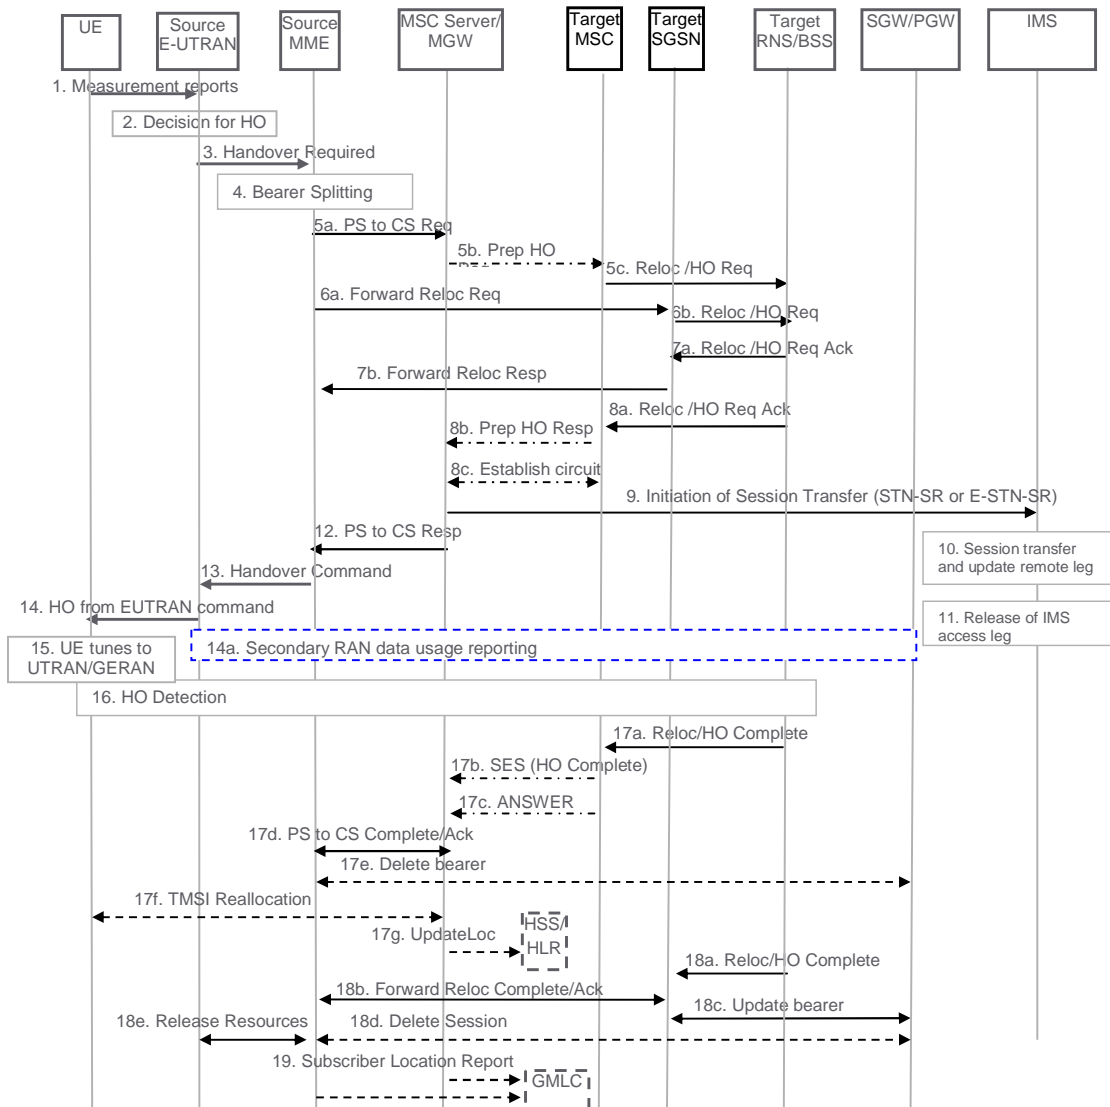 UE
Source
E-UTRAN
Source
MME
MSC Server/
MGW
Target
MSC
Target
SGSN
Target
RNS/BSS
SGW/PGW
IMS
1. Measurement reports
2. Decision for HO
3. Handover Required
4. Bearer Splitting
5a. PS to CS Req
5b. Prep HO
5c. Reloc /HO Req
6a. Forward Reloc Req
6b. Reloc /HO Req
7a. Reloc /HO Req Ack
7b. Forward Reloc Resp
8a. Reloc /HO Req Ack
8b. Prep HO Resp
8c. Establish circuit
9. Initiation of Session Transfer (STN-SR or E-STN-SR)
12. PS to CS Resp
10. Session transfer
and update remote leg
13. Handover Command
14. HO from EUTRAN command
11. Release of IMS
access leg
15. UE tunes to
UTRAN/GERAN
14a. Secondary RAN data usage reporting
16. HO Detection
17a. Reloc/HO Complete
17b. SES (HO Complete)
17c. ANSWER
17d. PS to CS Complete/Ack
17e. Delete bearer
17f. TMSI Reallocation
17g. UpdateLoc
HSS/
HLR
18a. Reloc/HO Complete
18b. Forward Reloc Complete/Ack
18c. Update bearer
18e. Release Resources
18d. Delete Session
19. Subscriber Location Report
GMLC